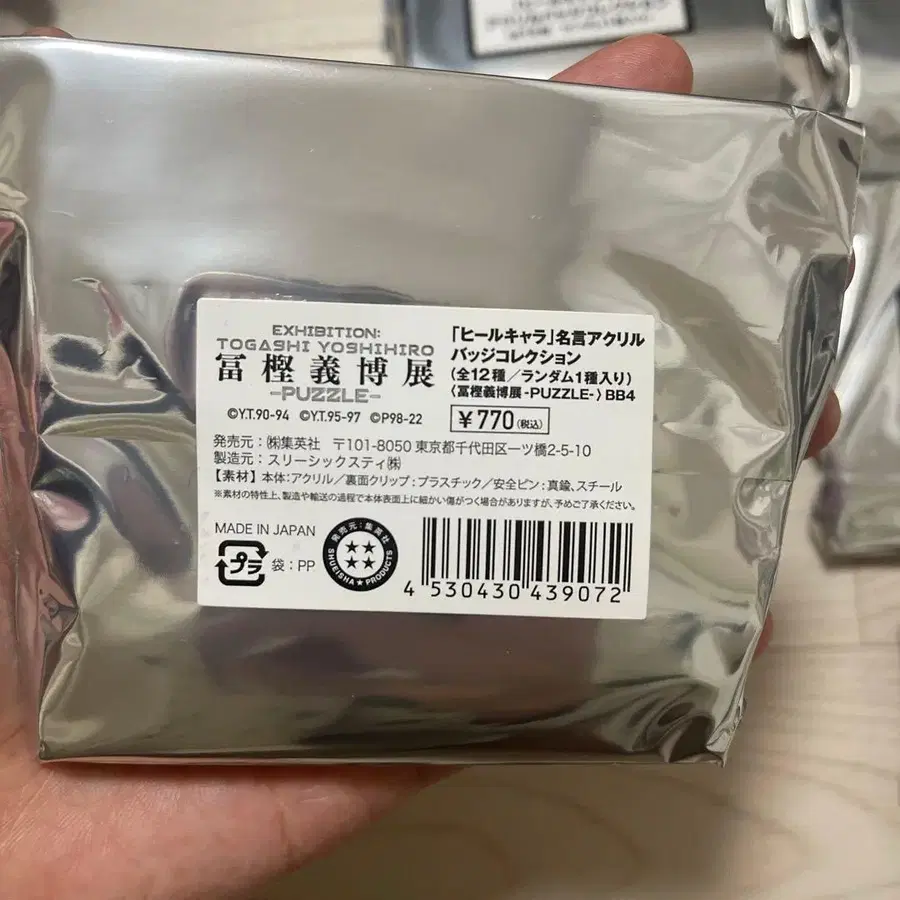 EXHIBITION:
TOGASHI YOSHIHIRO
冨樫義博展
-PUZZLE-
©Y.T.90-94 ©Y.T.95-97 ©P98-22
「ヒールキャラ」名言アクリル
バッジコレクション
(全12種/ランダム1種入り)
〈冨樫義博展-PUZZLE-〉BB4
¥770(税込)
発売元:㈱集英社 〒101-8050 東京都千代田区一ツ橋2-5-10
製造元:スリーシックスティ㈱
【素材】本体:アクリル/裏面クリップ:プラスチック/安全ピン:真鍮、スチール
※素材の特性上、製造や輸送の過程で本体表面上に細かい傷がつく場合がありますが、予めご了承ください。
MADE IN JAPAN
プラ 袋:PP
発売元:集英社
SHUEISHA★PRODUCTS
4 530430 439072